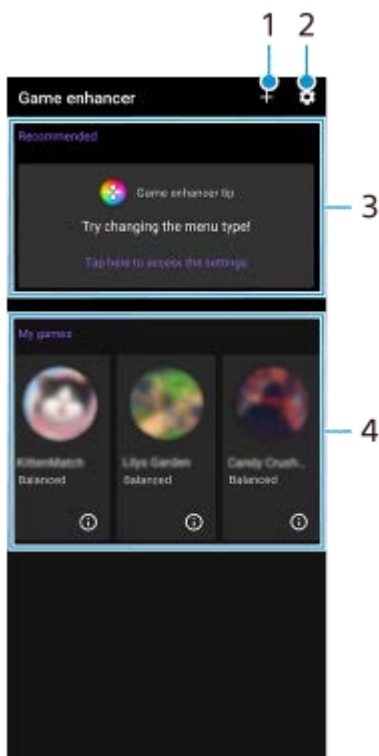 1 2
Game enhancer
Recommended
Game enhancer tip
Try changing the menu type!
Tap here to access the settings
3
My games
KittenMatch Lilys Garden Candy Crush...
Balanced Balanced Balanced
4